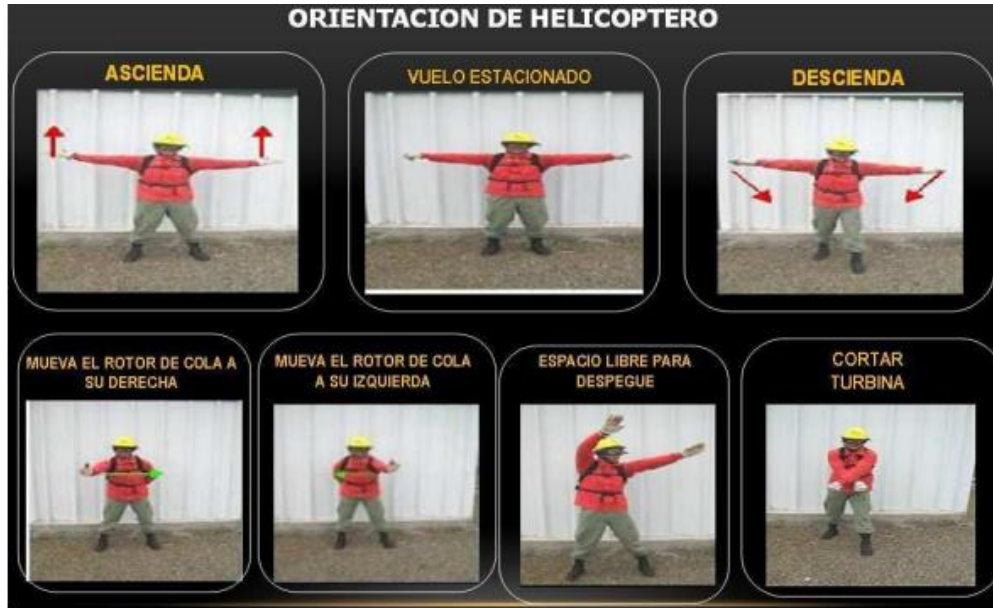 ORIENTACION DE HELICOPTERO
ASCIENDA
VUELO ESTACIONADO
DESCIENDA
MUEVA EL ROTOR DE COLA A
SU DERECHA
MUEVA EL ROTOR DE COLA
A SU IZQUIERDA
ESPACIO LIBRE PARA
DESPEGUE
CORTAR
TURBINA